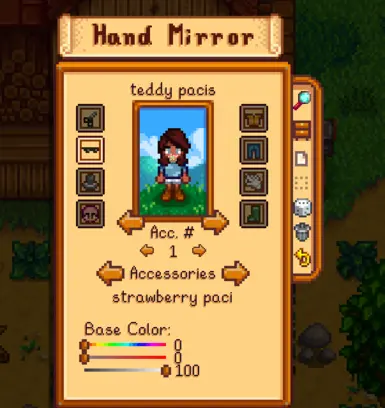 Hand Mirror
teddy pacis
Acc. #
1
Accessories
strawberry paci
Base Color:
0
0
100